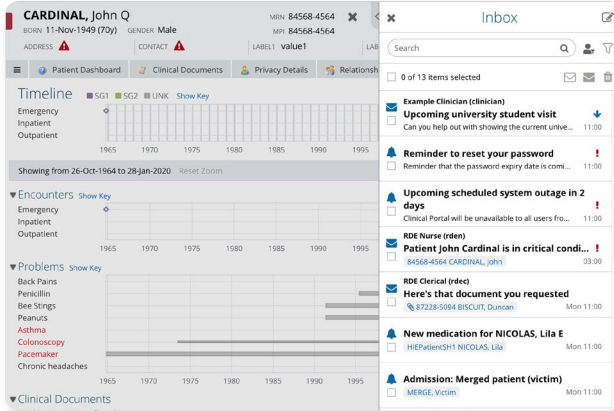 CARDINAL, John Q
BORN 11-Nov-1949 (70y) GENDER Male
MRN 84568-4564
MPI 84568-4564
ADDRESS CONTACT LABEL1 value1 LAB
Patient Dashboard Clinical Documents Privacy Details Relationsh
Timeline SG1 SG2 UNK Show Key
Emergency
Inpatient
Outpatient
1965 1970 1975 1980 1985 1990 1995
Showing from 26-Oct-1964 to 28-Jan-2020 Reset Zoom
Encounters Show Key
Emergency
Inpatient
Outpatient
1965 1970 1975 1980 1985 1990 1995
Problems Show Key
Back Pains
Penicillin
Bee Stings
Peanuts
Asthma
Colonoscopy
Pacemaker
Chronic headaches
1965 1970 1975 1980 1985 1990 1995
Clinical Documents
Inbox
Search
0 of 13 items selected
Example Clinician (clinician)
Upcoming university student visit
Can you help out with showing the current unive... 11:00
Reminder to reset your password
Reminder that the password expiry date is comi... 11:00
Upcoming scheduled system outage in 2
days
Clinical Portal will be unavailable to all users fro... 11:00
RDE Nurse (rden)
Patient John Cardinal is in critical condi...
84568-4564 CARDINAL, John 03:00
RDE Clerical (rdec)
Here's that document you requested
87228-5094 BISCUIT, Duncan Mon 11:00
New medication for NICOLAS, Lila E
HIEPatientSH1 NICOLAS, Lila Mon 11:00
Admission: Merged patient (victim)
MERGE, Victim Mon 11:00